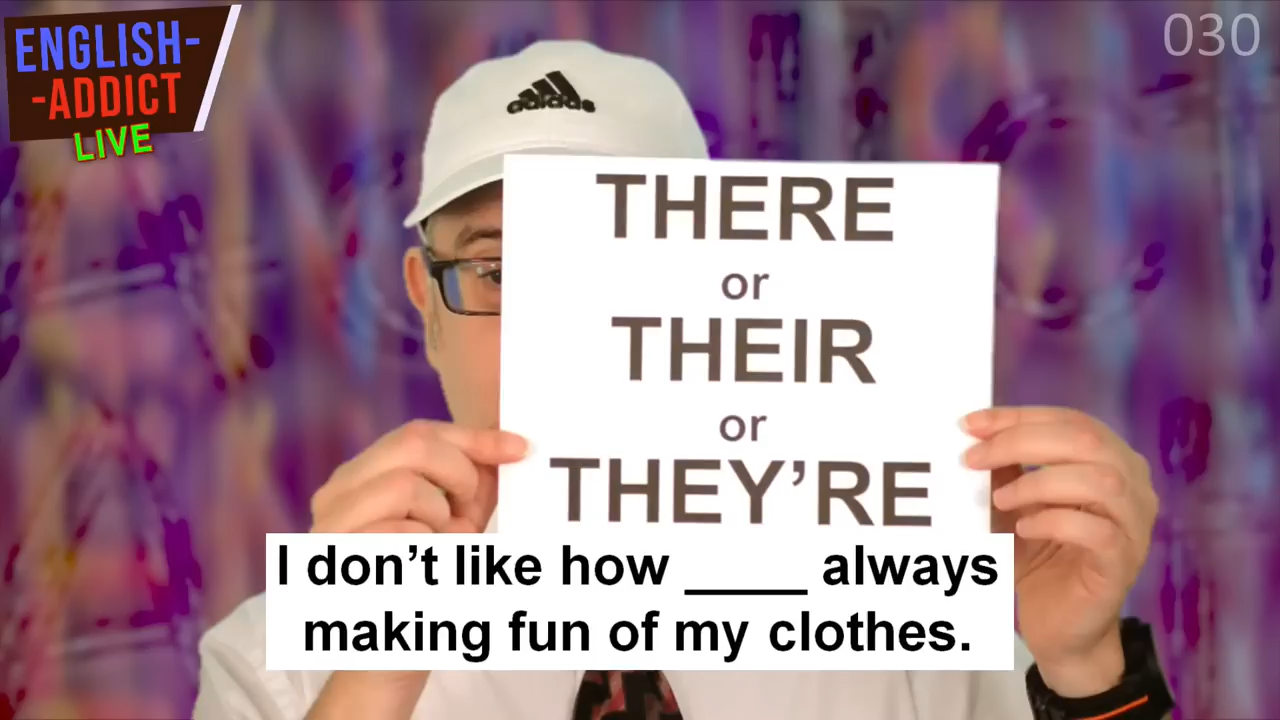 ENGLISH-
-ADDICT
LIVE
030
adidas
THERE
or
THEIR
or
THEY’RE
I don’t like how ____ always
making fun of my clothes.